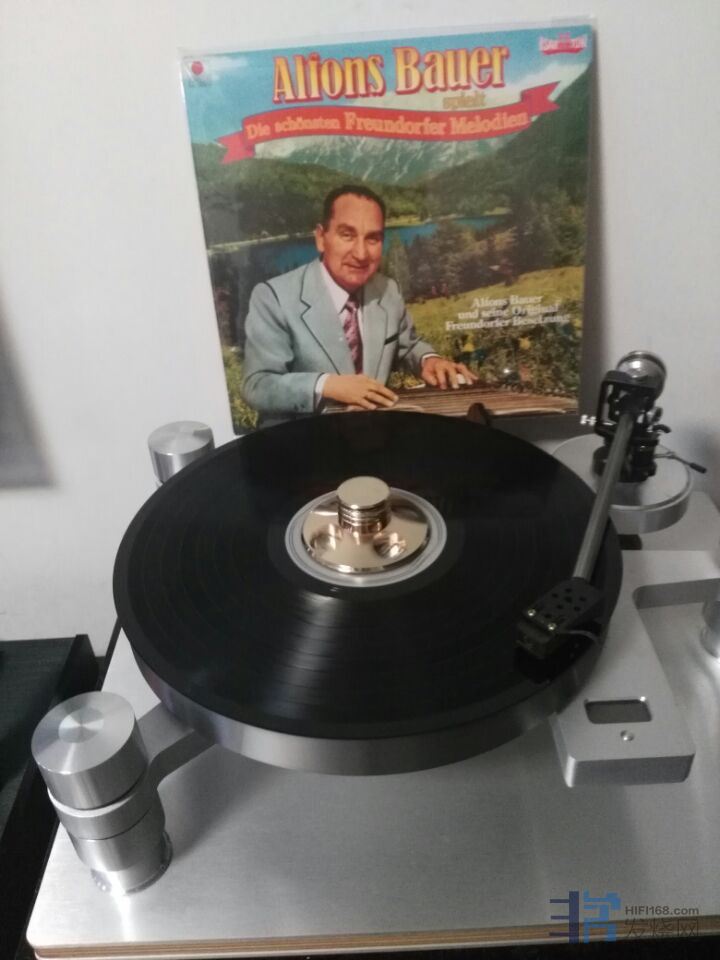 Alfons Bauer
spielt
Die schönsten Freundorfer Melodien
Alfons Bauer
und seine Original
Freundorfer Besetzung
HIFI168.com
发烧网